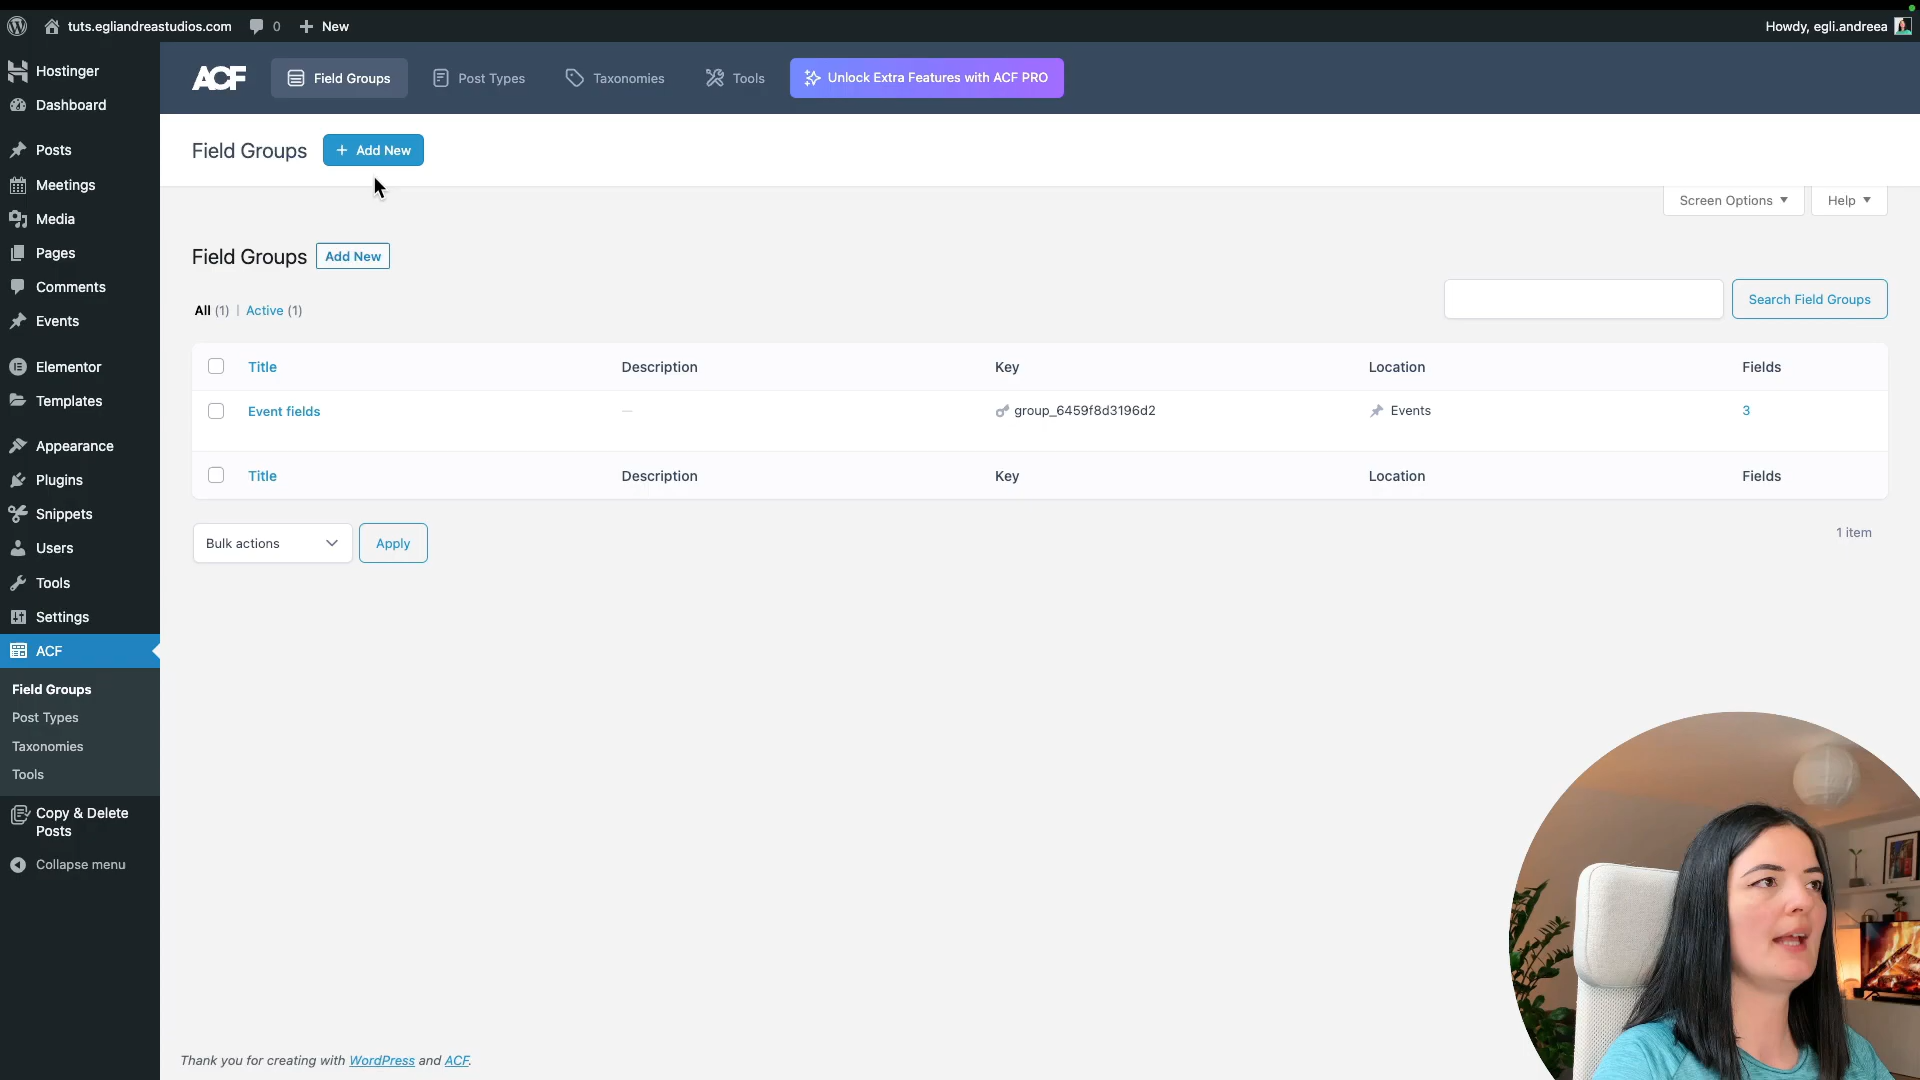 tuts.egliandreastudios.com
0
New
Howdy, egli.andreea
Hostinger
Dashboard
Posts
Meetings
Media
Pages
Comments
Events
Elementor
Templates
Appearance
Plugins
Snippets
Users
Tools
Settings
ACF
Field Groups
Post Types
Taxonomies
Tools
Copy & Delete
Posts
Collapse menu
ACF
Field Groups
Post Types
Taxonomies
Tools
Unlock Extra Features with ACF PRO
Field Groups
+ Add New
Screen Options
Help
Field Groups
Add New
All (1) | Active (1)
Search Field Groups
Title Description Key Location Fields
Event fields — group_6459f8d3196d2 Events 3
Title Description Key Location Fields
Bulk actions
Apply
1 item
Thank you for creating with WordPress and ACF.